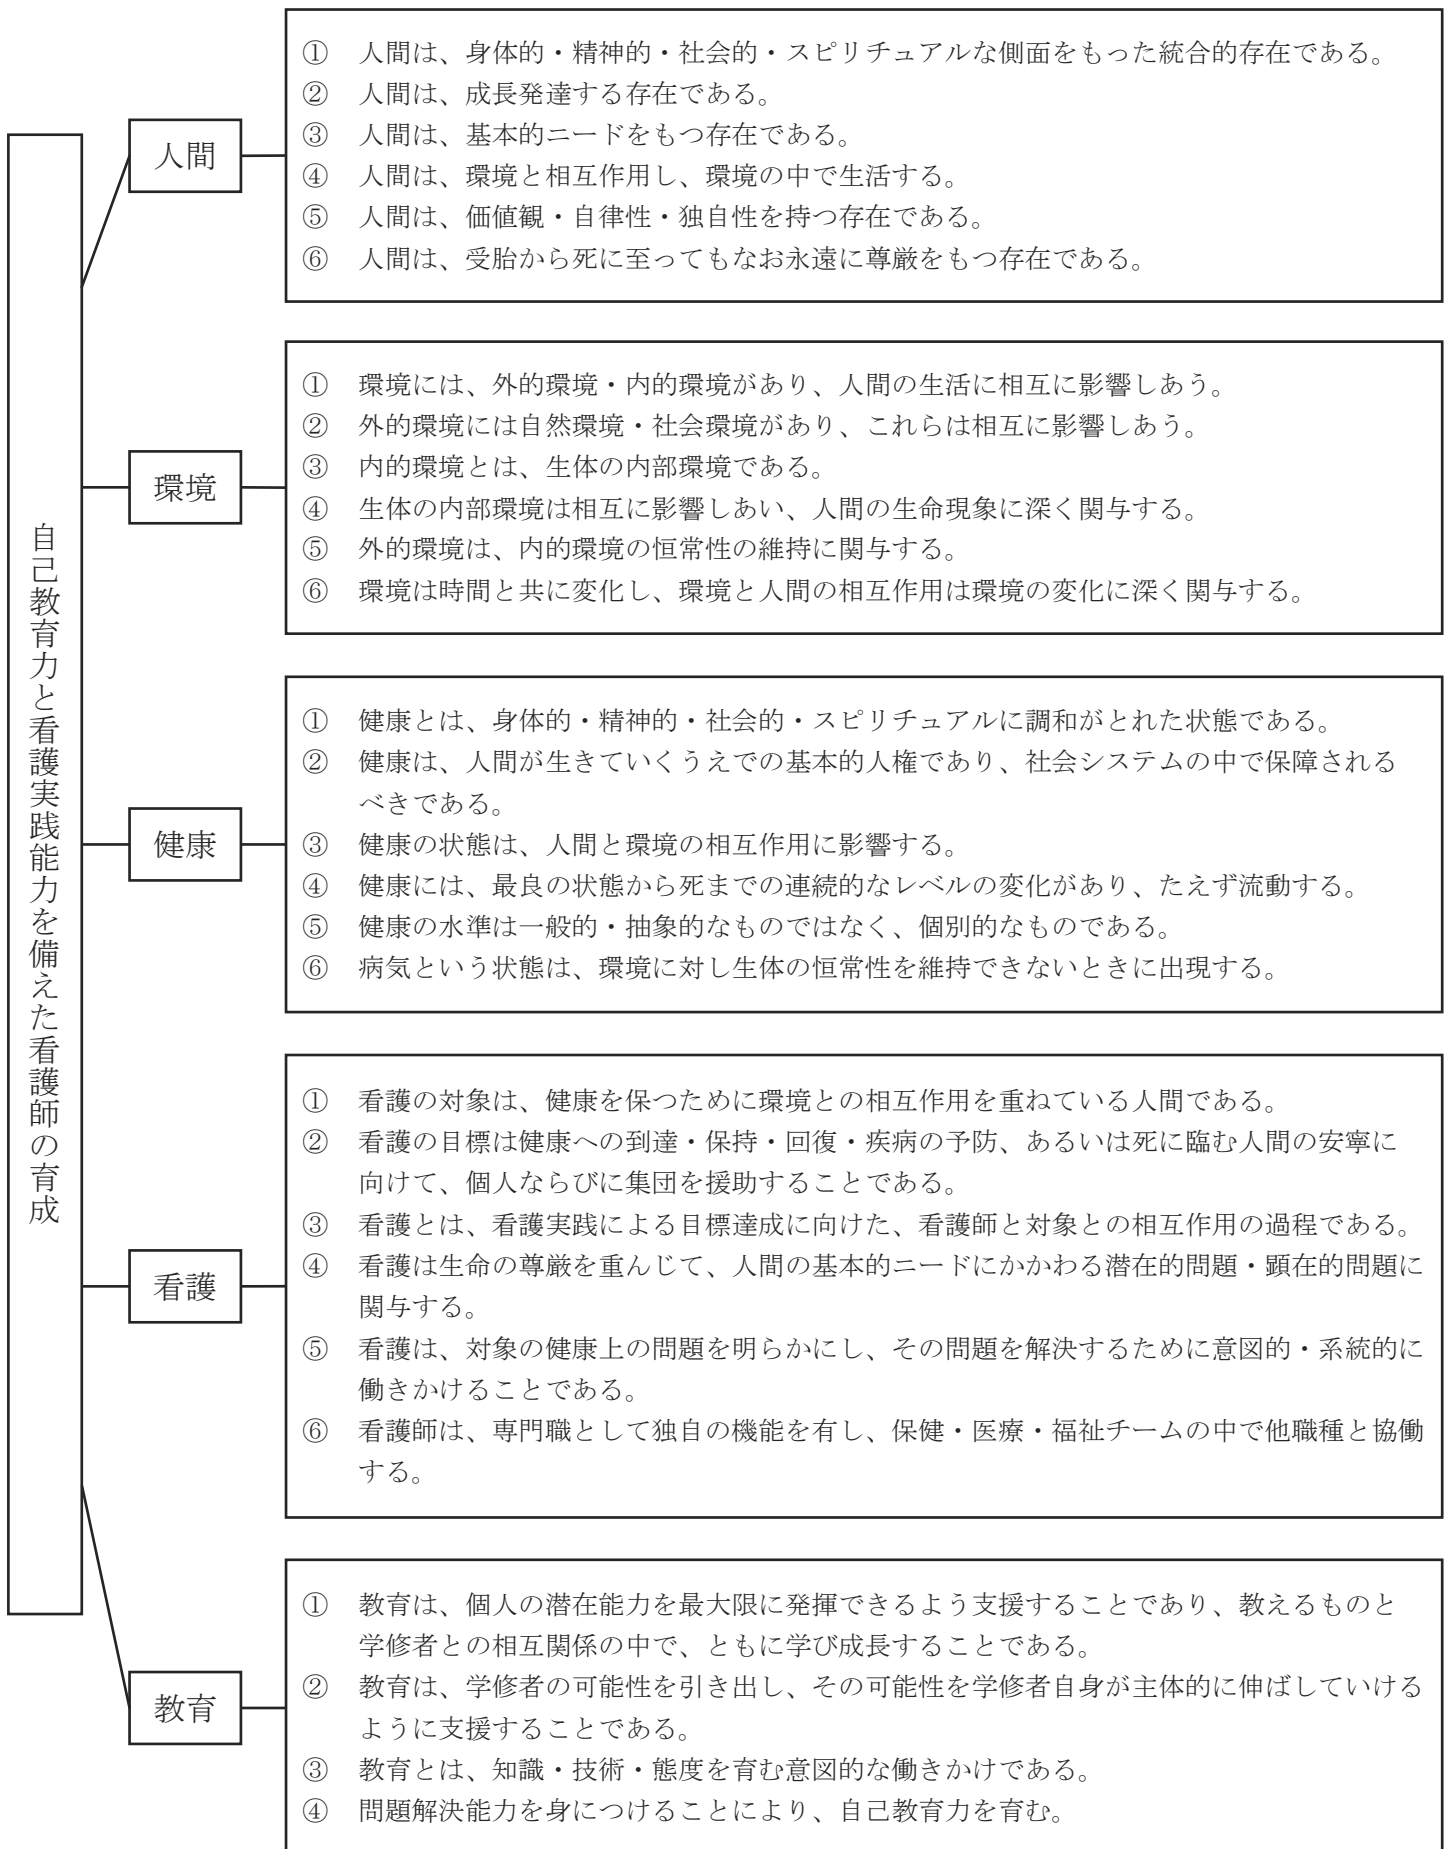 自己教育力と看護実践能力を備えた看護師の育成
人間
① 人間は、身体的・精神的・社会的・スピリチュアルな側面をもった統合的存在である。
② 人間は、成長発達する存在である。
③ 人間は、基本的ニードをもつ存在である。
④ 人間は、環境と相互作用し、環境の中で生活する。
⑤ 人間は、価値観・自律性・独自性を持つ存在である。
⑥ 人間は、受胎から死に至ってもなお永遠に尊厳をもつ存在である。
環境
① 環境には、外的環境・内的環境があり、人間の生活に相互に影響しあう。
② 外的環境には自然環境・社会環境があり、これらは相互に影響しあう。
③ 内的環境とは、生体の内部環境である。
④ 生体の内部環境は相互に影響しあい、人間の生命現象に深く関与する。
⑤ 外的環境は、内的環境の恒常性の維持に関与する。
⑥ 環境は時間と共に変化し、環境と人間の相互作用は環境の変化に深く関与する。
健康
① 健康とは、身体的・精神的・社会的・スピリチュアルに調和がとれた状態である。
② 健康は、人間が生きていくうえでの基本的人権であり、社会システムの中で保障される
べきである。
③ 健康の状態は、人間と環境の相互作用に影響する。
④ 健康には、最良の状態から死までの連続的なレベルの変化があり、たえず流動する。
⑤ 健康の水準は一般的・抽象的なものではなく、個別的なものである。
⑥ 病気という状態は、環境に対し生体の恒常性を維持できないときに出現する。
看護
① 看護の対象は、健康を保つために環境との相互作用を重ねている人間である。
② 看護の目標は健康への到達・保持・回復・疾病の予防、あるいは死に臨む人間の安寧に
向けて、個人ならびに集団を援助することである。
③ 看護とは、看護実践による目標達成に向けた、看護師と対象との相互作用の過程である。
④ 看護は生命の尊厳を重んじて、人間の基本的ニードにかかわる潜在的問題・顕在的問題に
関与する。
⑤ 看護は、対象の健康上の問題を明らかにし、その問題を解決するために意図的・系統的に
働きかけることである。
⑥ 看護師は、専門職として独自の機能を有し、保健・医療・福祉チームの中で他職種と協働
する。
教育
① 教育は、個人の潜在能力を最大限に発揮できるよう支援することであり、教えるものと
学修者との相互関係の中で、ともに学び成長することである。
② 教育は、学修者の可能性を引き出し、その可能性を学修者自身が主体的に伸ばしていける
ように支援することである。
③ 教育とは、知識・技術・態度を育む意図的な働きかけである。
④ 問題解決能力を身につけることにより、自己教育力を育む。